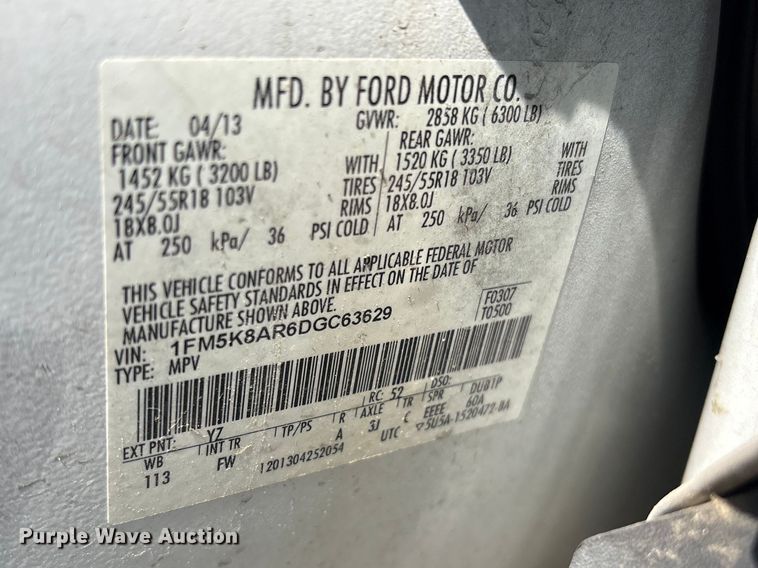 MFD. BY FORD MOTOR CO.
DATE: 04/13 GVWR: 2858 KG ( 6300 LB)
FRONT GAWR: REAR GAWR:
1452 KG ( 3200 LB) WITH 1520 KG ( 3350 LB) WITH
245/55R18 103V TIRES 245/55R18 103V TIRES
18X8.0J RIMS 18X8.0J RIMS
AT 250 kPa/ 36 PSI COLD AT 250 kPa/ 36 PSI COLD
THIS VEHICLE CONFORMS TO ALL APPLICABLE FEDERAL MOTOR
VEHICLE SAFETY STANDARDS IN EFFECT ON THE DATE OF
MANUFACTURE SHOWN ABOVE.
VIN: 1FM5K8AR6DGC63629 F0307
TYPE: MPV T0500
EXT PNT: YZ RC: 52 DSO:
WB INT TR TP/PS R AXLE TR SPR DUB1P
113 FW A 3J C EEEE 60A
1201304252054 UTC 5U5A-1520472-BA
Purple Wave Auction